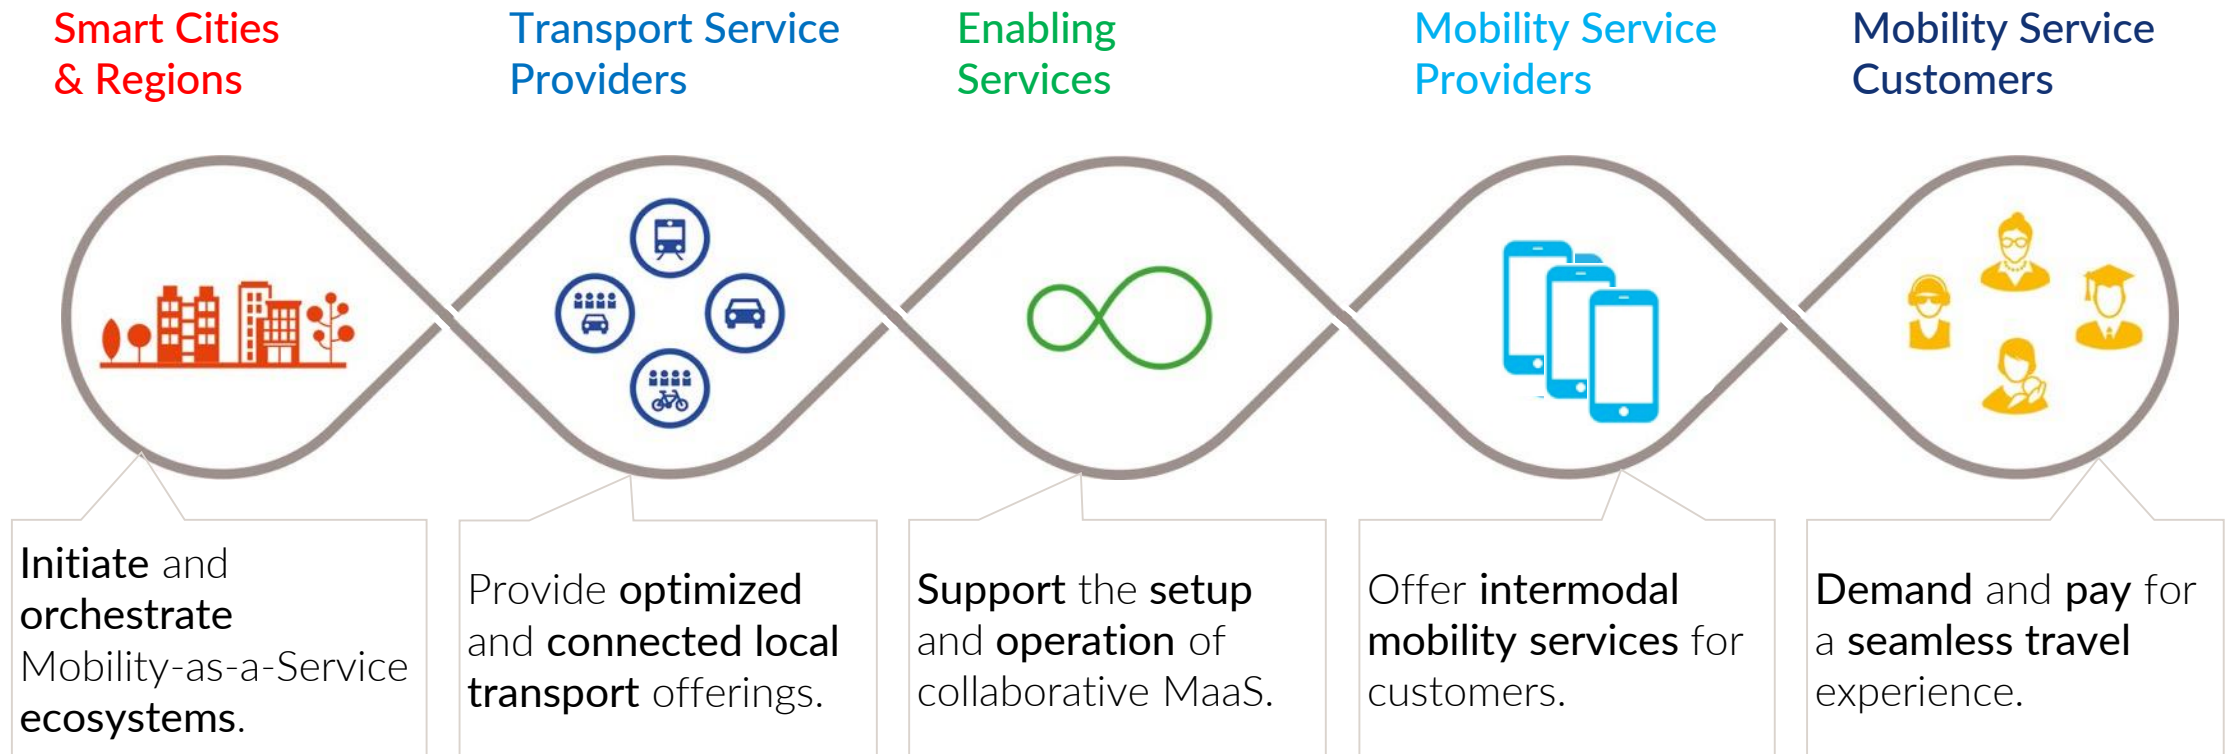 Smart Cities
& Regions
Transport Service
Providers
Enabling
Services
Mobility Service
Providers
Mobility Service
Customers
Initiate and
orchestrate
Mobility-as-a-Service
ecosystems.
Provide optimized
and connected local
transport offerings.
Support the setup
and operation of
collaborative MaaS.
Offer intermodal
mobility services for
customers.
Demand and pay for
a seamless travel
experience.